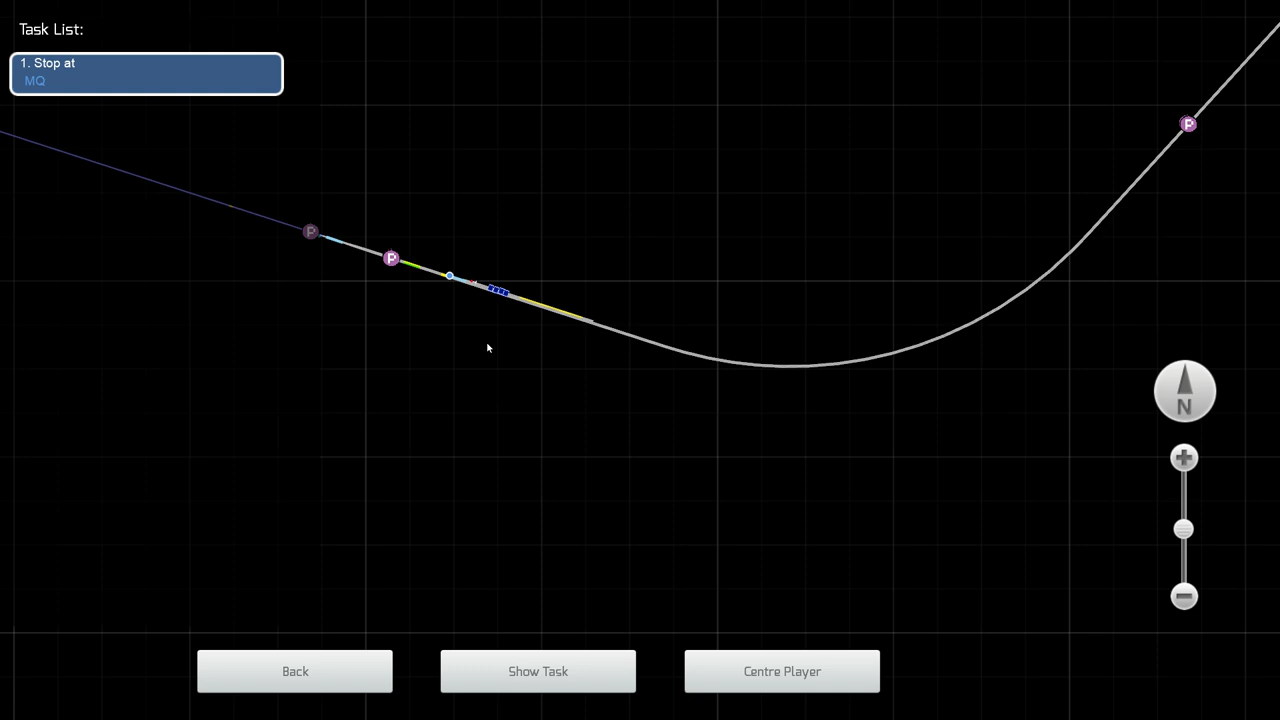 Task List:
1. Stop at
MQ
P
P
P
N
Back
Show Task
Centre Player